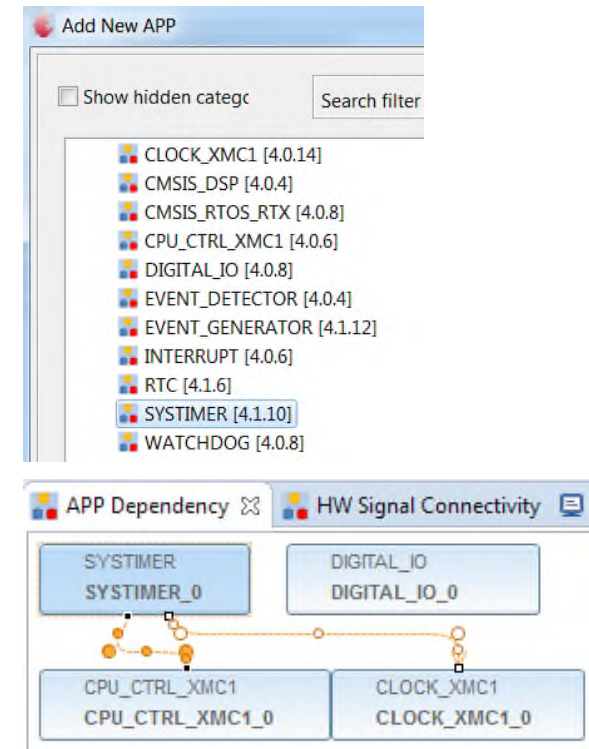 Add New APP
Show hidden categc
Search filter
CLOCK_XMC1 [4.0.14]
CMSIS_DSP [4.0.4]
CMSIS_RTOS_RTX [4.0.8]
CPU_CTRL_XMC1 [4.0.6]
DIGITAL_IO [4.0.8]
EVENT_DETECTOR [4.0.4]
EVENT_GENERATOR [4.1.12]
INTERRUPT [4.0.6]
RTC [4.1.6]
SYSTIMER [4.1.10]
WATCHDOG [4.0.8]
APP Dependency
HW Signal Connectivity
SYSTIMER
SYSTIMER_0
DIGITAL_IO
DIGITAL_IO_0
CPU_CTRL_XMC1
CPU_CTRL_XMC1_0
CLOCK_XMC1
CLOCK_XMC1_0